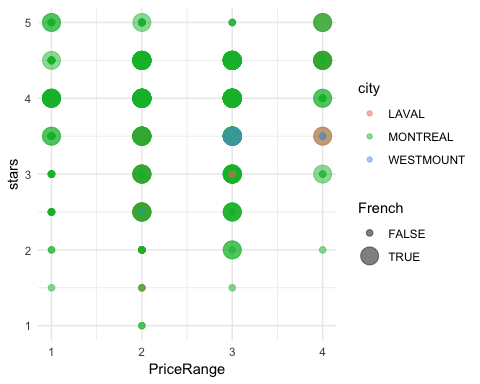 5
4
3
2
1
stars
1 2 3 4
PriceRange
city
LAVAL
MONTREAL
WESTMOUNT
French
FALSE
TRUE